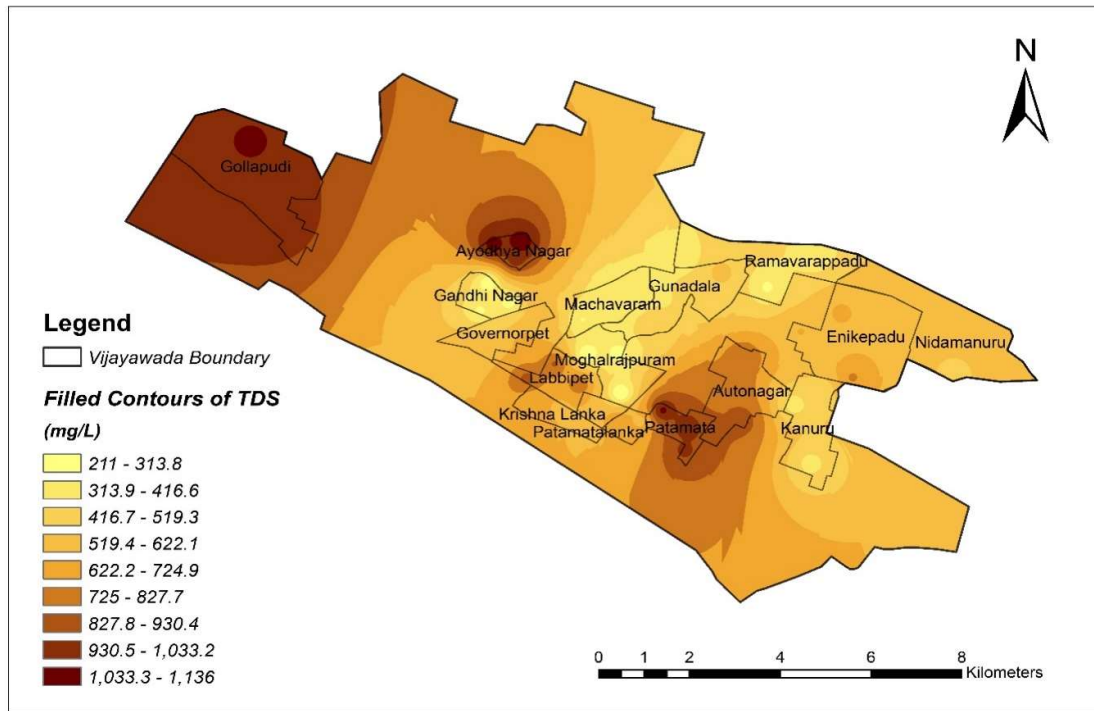 N
Gollapudi
Ayodhya Nagar
Ramavarappadu
Gunadala
Gandhi Nagar
Machavaram
Governorpet
Enikepadu
Nidamanuru
Moghalrajpuram
Labbipet
Autonagar
Krishna Lanka
Patamatalanka
Patamata
Kanuru
Legend
Vijayawada Boundary
Filled Contours of TDS
(mg/L)
211 - 313.8
313.9 - 416.6
416.7 - 519.3
519.4 - 622.1
622.2 - 724.9
725 - 827.7
827.8 - 930.4
930.5 - 1,033.2
1,033.3 - 1,136
0 1 2 4 6 8
Kilometers